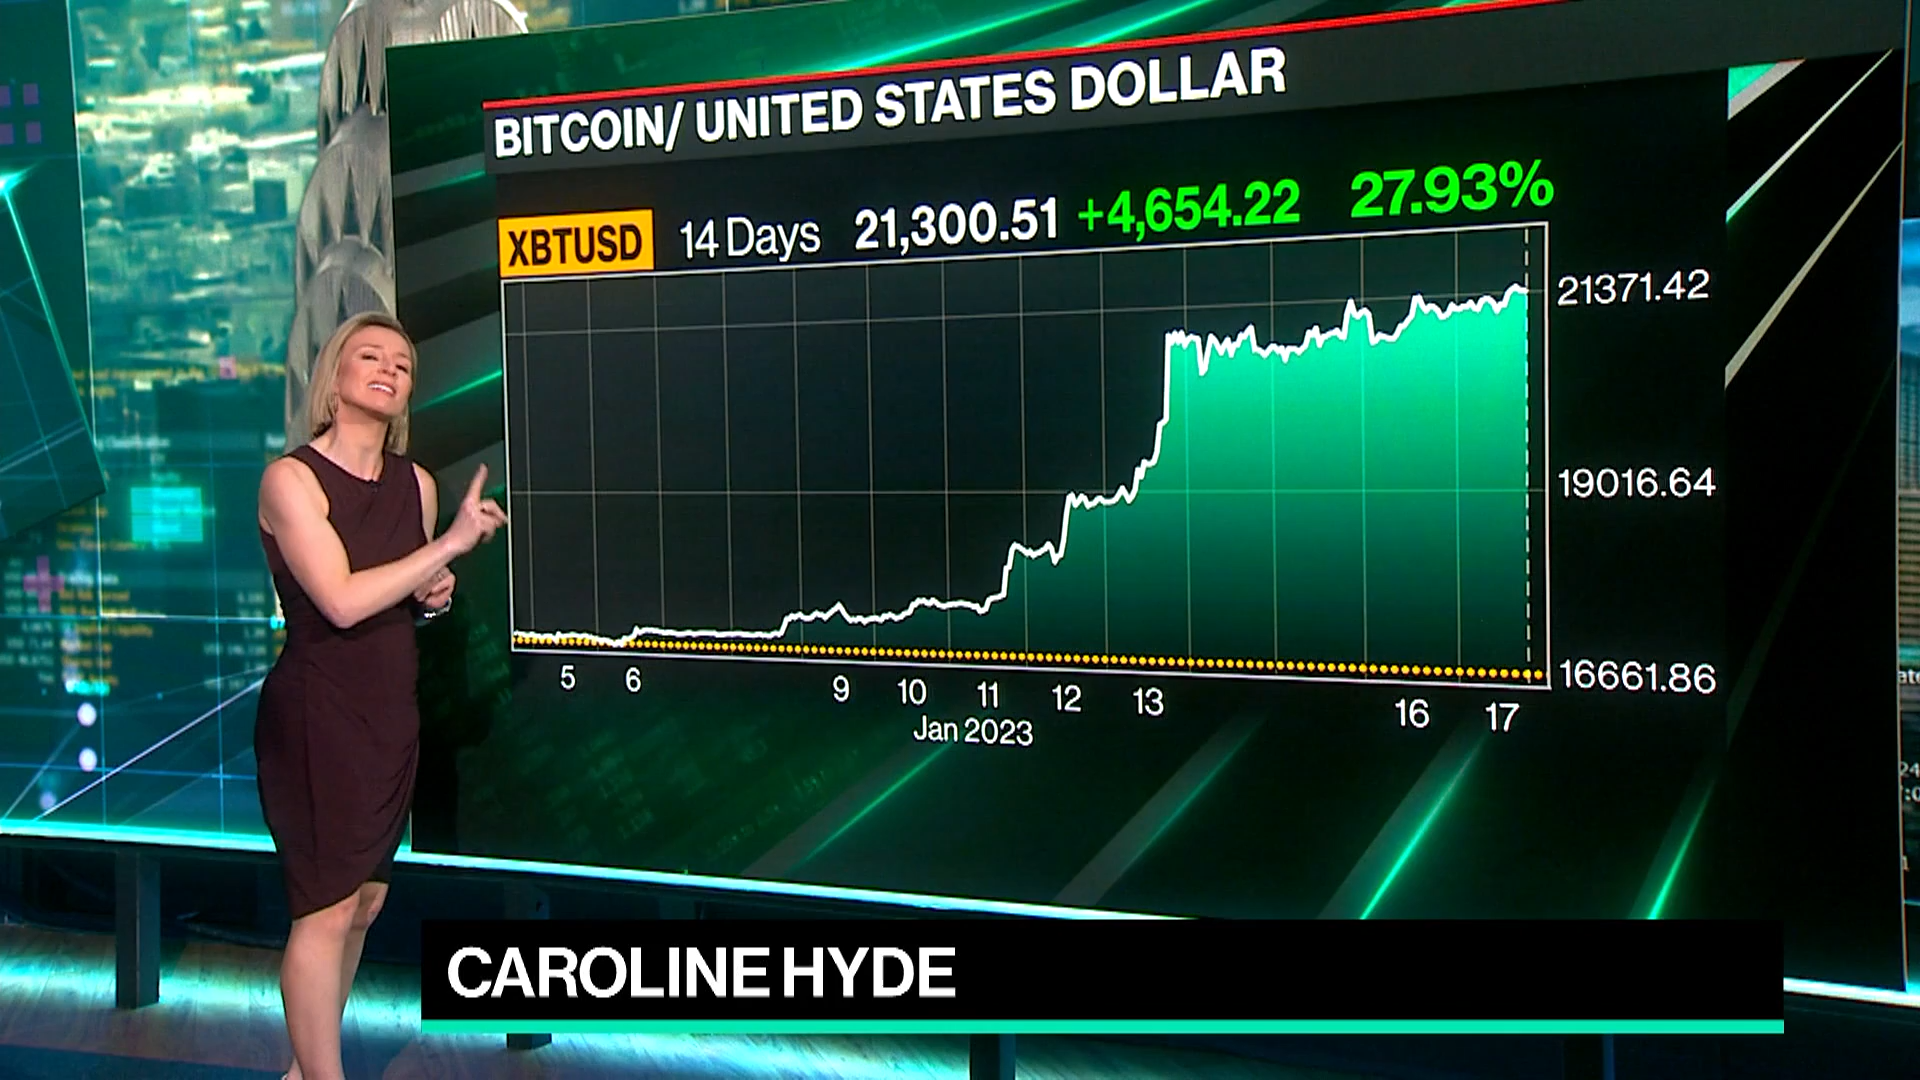 BITCOIN/ UNITED STATES DOLLAR
XBTUSD 14 Days 21,300.51 +4,654.22 27.93%
21371.42
19016.64
16661.86
5 6 9 10 11 12 13 16 17
Jan 2023
CAROLINE HYDE